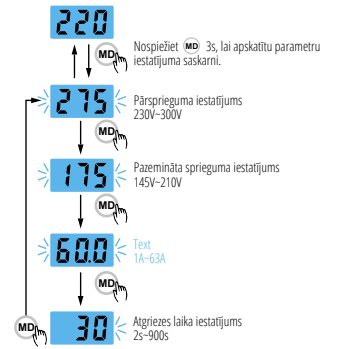 220
MD
Nospiežiet MD 3s, lai apskatītu parametru
iestatījuma saskarni.
275
Pārsprieguma iestatījums
230V~300V
MD
175
Pazemināta sprieguma iestatījums
145V~210V
MD
60.0
Text
1A~63A
MD
MD
30
Atgriezes laika iestatījums
2s~900s